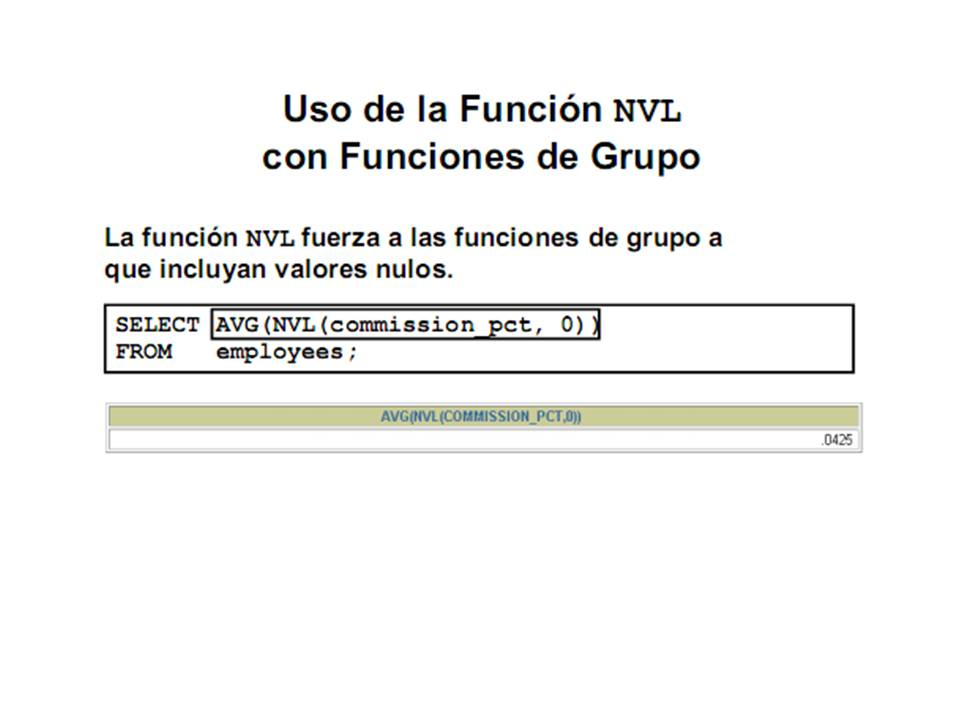 Uso de la Función NVL
con Funciones de Grupo
La función NVL fuerza a las funciones de grupo a
que incluyan valores nulos.
SELECT AVG(NVL(commission_pct, 0))
FROM   employees;
AVG(NVL(COMMISSION_PCT,0))
.0425